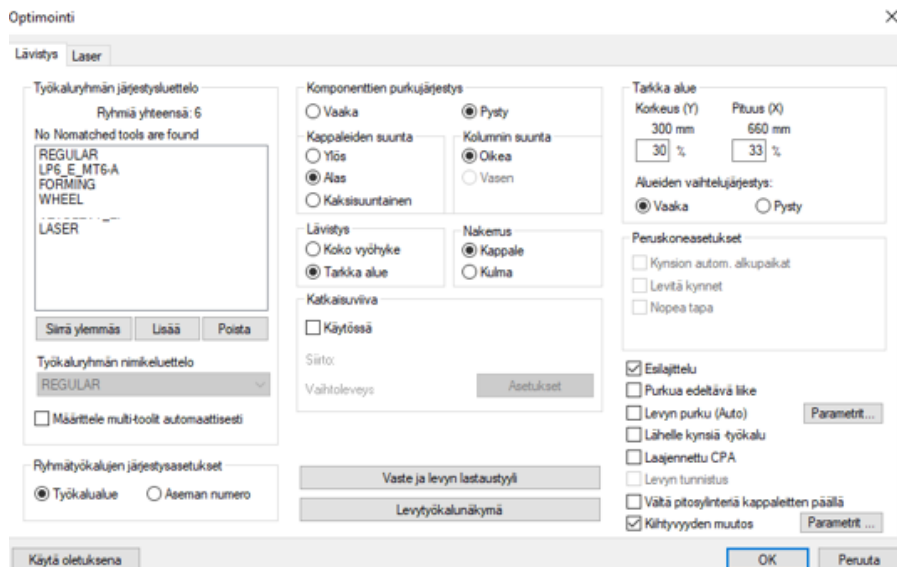 Optimointi
Lävistys Laser
Työkaluryhmän järjestysluettelo
Ryhmiä yhteensä: 6
No Nomatched tools are found
REGULAR
LP6_E_MT6-A
FORMING
WHEEL
LASER
Siirrä ylemmäs Lisää Poista
Työkaluryhmän nimikeluettelo
REGULAR
Määrittele multi-toolit automaattisesti
Ryhmätyökalujen järjestysasetukset
Työkalualue Aseman numero
Komponenttien purkujärjestys
Vaaka Pysty
Kappaleiden suunta
Ylös
Alas
Kaksisuuntainen
Kolumnin suunta
Oikea
Vasen
Lävistys
Koko vyöhyke
Tarkka alue
Nakerrus
Kappale
Kulma
Katkaisuviiva
Käytössä
Siirto:
Vaihtoleveys Asetukset
Vaste ja levyn lastaustyyli
Levytyökalunäkymä
Tarkka alue
Korkeus (Y) Pituus (X)
300 mm 660 mm
30 % 33 %
Alueiden vaihtelujärjestys:
Vaaka Pysty
Peruskoneasetukset
Kynsion autom. alkupaikat
Levitä kynnet
Nopea tapa
Esilajittelu
Purkua edeltävä liike
Levyn purku (Auto) Parametrit...
Lähelle kynsiä -työkalu
Laajennettu CPA
Levyn tunnistus
Vältä pitosylinteriä kappaleitten päällä
Kiihtyvyyden muutos Parametrit ...
Käytä oletuksena OK Peruuta